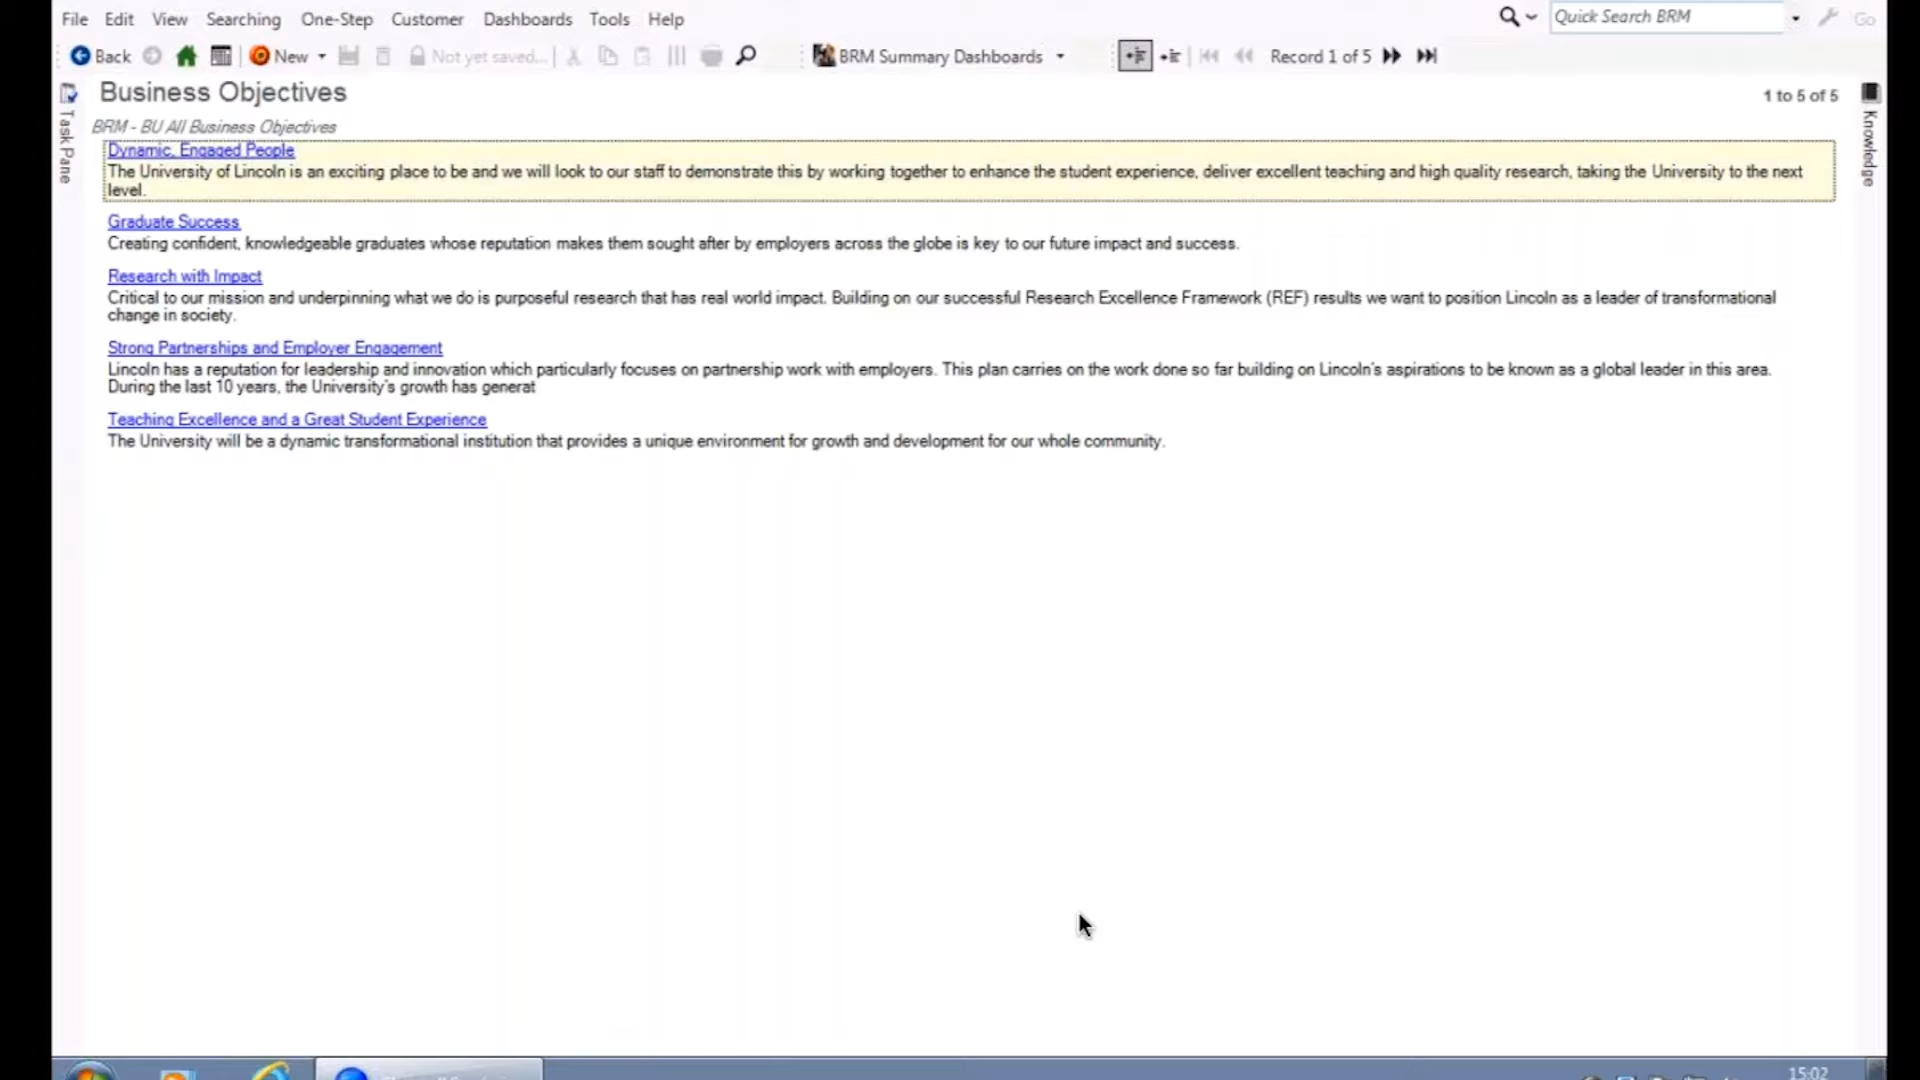 File Edit View Searching One-Step Customer Dashboards Tools Help
Quick Search BRM Go
Back New Not yet saved... BRM Summary Dashboards Record 1 of 5
Task Pane
Business Objectives
1 to 5 of 5
Knowledge
BRM - BU All Business Objectives
Dynamic, Engaged People
The University of Lincoln is an exciting place to be and we will look to our staff to demonstrate this by working together to enhance the student experience, deliver excellent teaching and high quality research, taking the University to the next
level.
Graduate Success
Creating confident, knowledgeable graduates whose reputation makes them sought after by employers across the globe is key to our future impact and success.
Research with Impact
Critical to our mission and underpinning what we do is purposeful research that has real world impact. Building on our successful Research Excellence Framework (REF) results we want to position Lincoln as a leader of transformational
change in society.
Strong Partnerships and Employer Engagement
Lincoln has a reputation for leadership and innovation which particularly focuses on partnership work with employers. This plan carries on the work done so far building on Lincoln's aspirations to be known as a global leader in this area.
During the last 10 years, the University's growth has generat
Teaching Excellence and a Great Student Experience
The University will be a dynamic transformational institution that provides a unique environment for growth and development for our whole community.
15:02